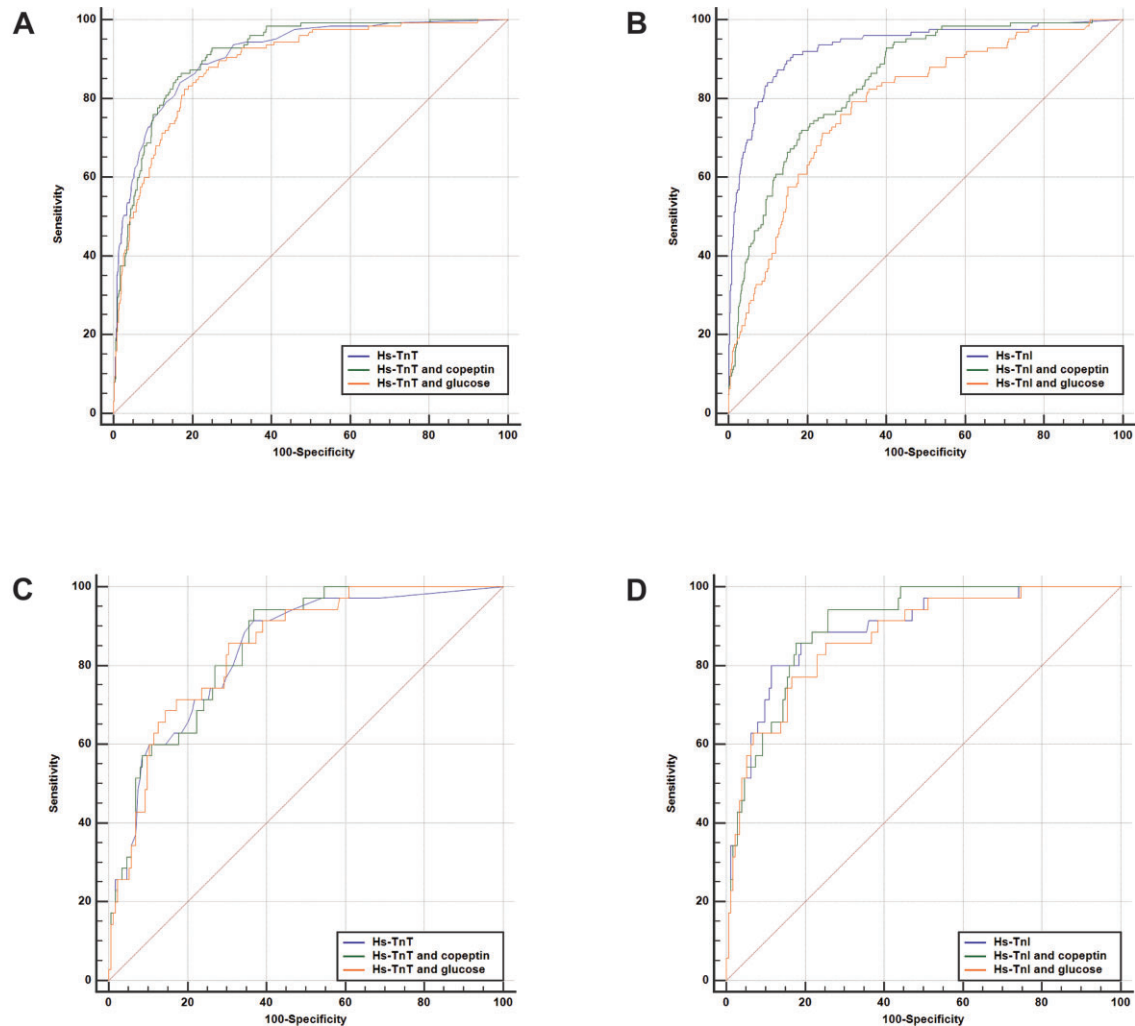 A
100
80
60
40
20
0
Sensitivity
0 20 40 60 80 100
100-Specificity
Hs-TnT
Hs-TnT and copeptin
Hs-TnT and glucose
B
100
80
60
40
20
0
Sensitivity
0 20 40 60 80 100
100-Specificity
Hs-TnI
Hs-TnI and copeptin
Hs-TnI and glucose
C
100
80
60
40
20
0
Sensitivity
0 20 40 60 80 100
100-Specificity
Hs-TnT
Hs-TnT and copeptin
Hs-TnT and glucose
D
100
80
60
40
20
0
Sensitivity
0 20 40 60 80 100
100-Specificity
Hs-TnI
Hs-TnI and copeptin
Hs-TnI and glucose